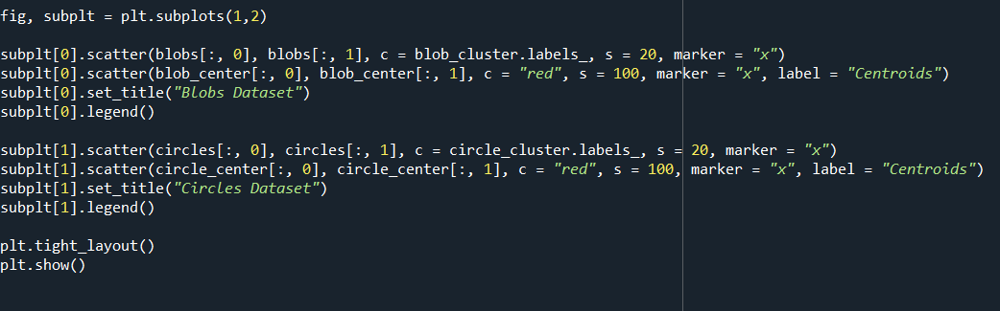 fig, subplt = plt.subplots(1,2)
subplt[0].scatter(blobs[:, 0], blobs[:, 1], c = blob_cluster.labels_, s = 20, marker = "x")
subplt[0].scatter(blob_center[:, 0], blob_center[:, 1], c = "red", s = 100, marker = "x", label = "Centroids")
subplt[0].set_title("Blobs Dataset")
subplt[0].legend()
subplt[1].scatter(circles[:, 0], circles[:, 1], c = circle_cluster.labels_, s = 20, marker = "x")
subplt[1].scatter(circle_center[:, 0], circle_center[:, 1], c = "red", s = 100, marker = "x", label = "Centroids")
subplt[1].set_title("Circles Dataset")
subplt[1].legend()
plt.tight_layout()
plt.show()